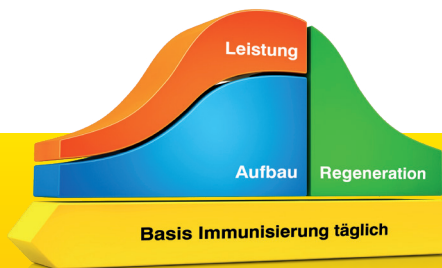 Leistung
Aufbau
Regeneration
Basis Immunisierung täglich